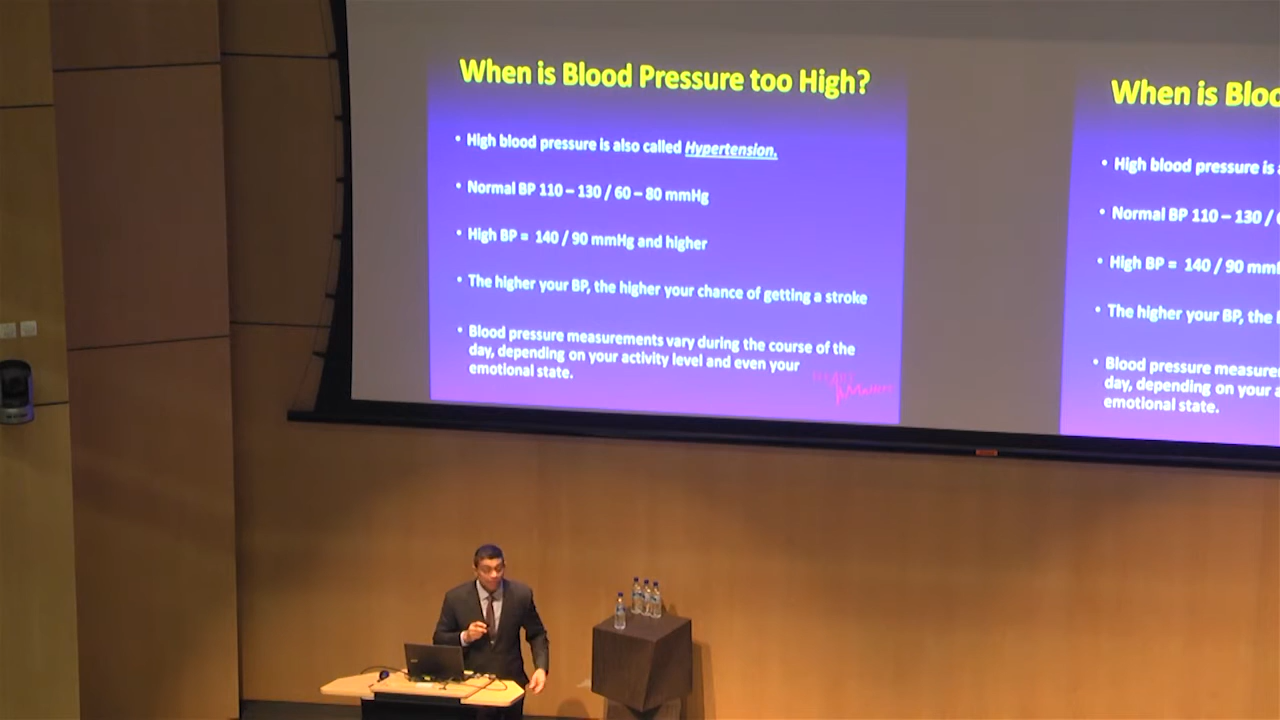 When is Blood Pressure too High?
• High blood pressure is also called Hypertension.
• Normal BP 110 – 130 / 60 – 80 mmHg
• High BP = 140 / 90 mmHg and higher
• The higher your BP, the higher your chance of getting a stroke
• Blood pressure measurements vary during the course of the
day, depending on your activity level and even your
emotional state.
Matters
When is Bloo
• High blood pressure is
• Normal BP 110 – 130 /
• High BP = 140 / 90 mm
• The higher your BP, the
• Blood pressure measure
day, depending on your a
emotional state.